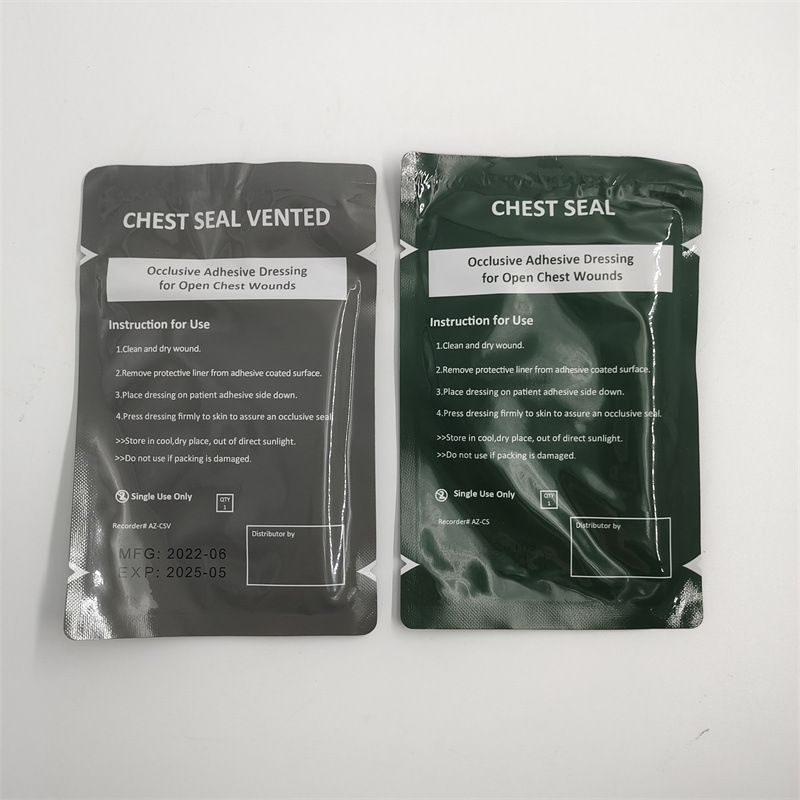 CHEST SEAL VENTED
Occlusive Adhesive Dressing
for Open Chest Wounds
Instruction for Use
1.Clean and dry wound.
2.Remove protective liner from adhesive coated surface.
3.Place dressing on patient adhesive side down.
4.Press dressing firmly to skin to assure an occlusive seal.
>>Store in cool,dry place, out of direct sunlight.
>>Do not use if packing is damaged.
2 Single Use Only
QTY
1
Recorder# AZ-CSV
Distributor by
MFG: 2022-06
EXP: 2025-05
CHEST SEAL
Occlusive Adhesive Dressing
for Open Chest Wounds
Instruction for Use
1.Clean and dry wound.
2.Remove protective liner from adhesive coated surface.
3.Place dressing on patient adhesive side down.
4.Press dressing firmly to skin to assure an occlusive seal.
>>Store in cool,dry place, out of direct sunlight.
>>Do not use if packing is damaged.
2 Single Use Only
QTY
1
Recorder# AZ-CS
Distributor by